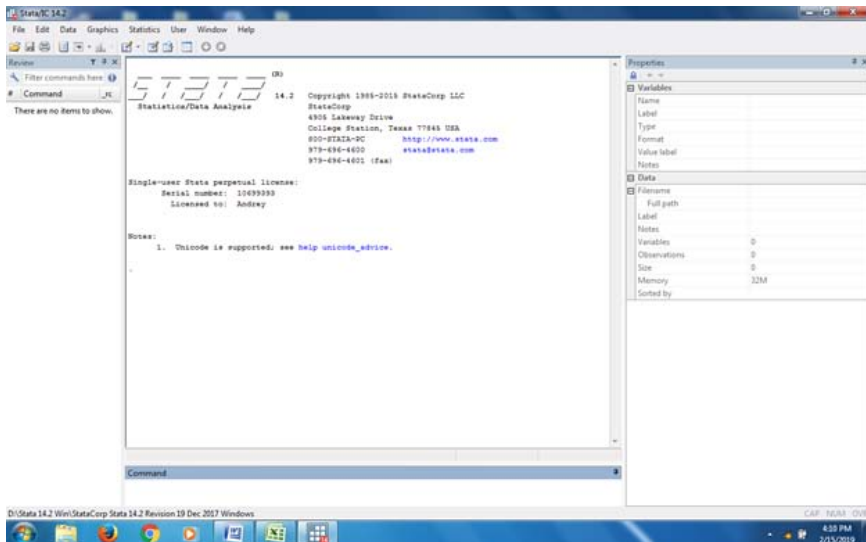 Stata/IC 14.2
File Edit Data Graphics Statistics User Window Help
Review
Filter commands here
# Command _rc
There are no items to show.
(R)
14.2 Copyright 1985-2015 StataCorp LLC
Statistics/Data Analysis StataCorp
4905 Lakeway Drive
College Station, Texas 77845 USA
800-STATA-PC http://www.stata.com
979-696-4600 stata@stata.com
979-696-4601 (fax)
Single-user Stata perpetual license:
Serial number: 10699393
Licensed to: Andrey
Notes:
1. Unicode is supported; see help unicode_advice.
.
Command
Properties
Variables
Name
Label
Type
Format
Value label
Notes
Data
Filename
Full path
Label
Notes
Variables 0
Observations 0
Size 0
Memory 32M
Sorted by
D:\Stata 14.2 Win\StataCorp Stata 14.2 Revision 19 Dec 2017 Windows
CAP NUM OVR
4:10 PM
2/15/2019